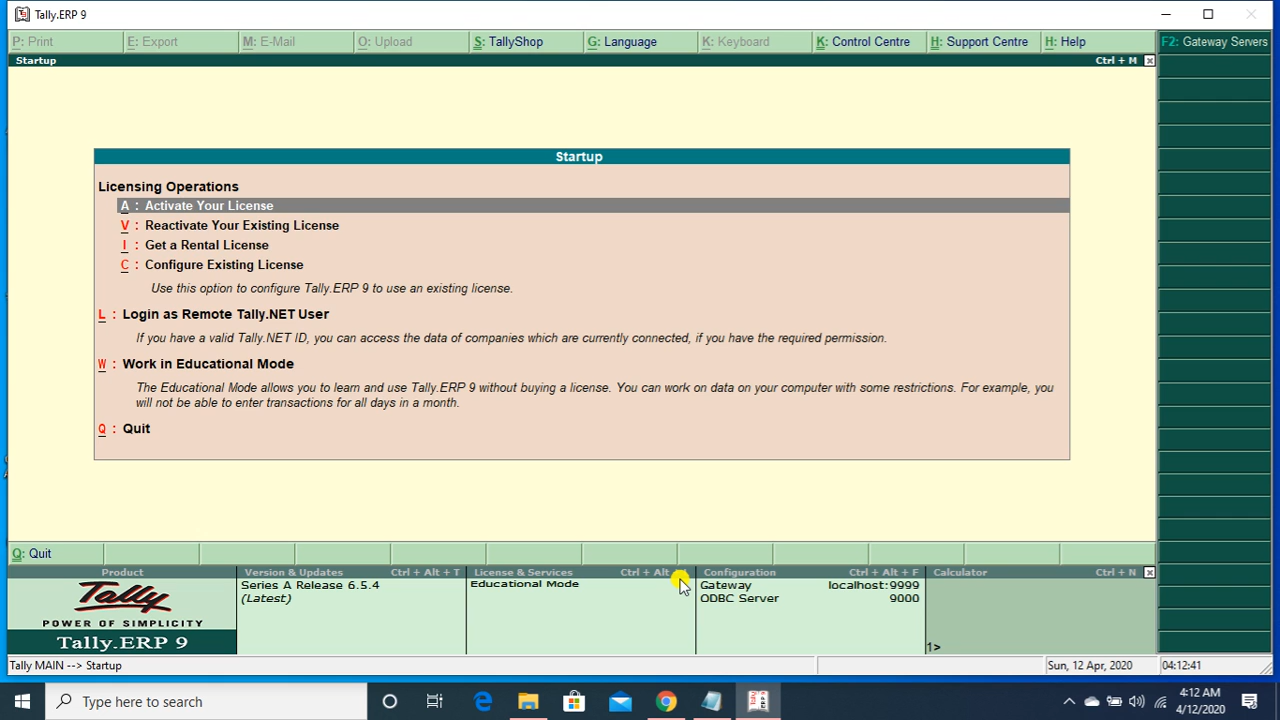 Tally.ERP 9
P: Print E: Export M: E-Mail O: Upload S: TallyShop G: Language K: Keyboard K: Control Centre H: Support Centre H: Help F2: Gateway Servers
Startup Ctrl + M
Startup
Licensing Operations
A : Activate Your License
V : Reactivate Your Existing License
I : Get a Rental License
C : Configure Existing License
Use this option to configure Tally.ERP 9 to use an existing license.
L : Login as Remote Tally.NET User
If you have a valid Tally.NET ID, you can access the data of companies which are currently connected, if you have the required permission.
W : Work in Educational Mode
The Educational Mode allows you to learn and use Tally.ERP 9 without buying a license. You can work on data on your computer with some restrictions. For example, you
will not be able to enter transactions for all days in a month.
Q : Quit
Q: Quit
Product Version & Updates Ctrl + Alt + T License & Services Ctrl + Alt Configuration Ctrl + Alt + F Calculator Ctrl + N
Tally
POWER OF SIMPLICITY
Tally.ERP 9
Series A Release 6.5.4
(Latest)
Educational Mode
Gateway localhost:9999
ODBC Server 9000
1>
Tally MAIN --> Startup Sun, 12 Apr, 2020 04:12:41
Type here to search
4:12 AM
4/12/2020